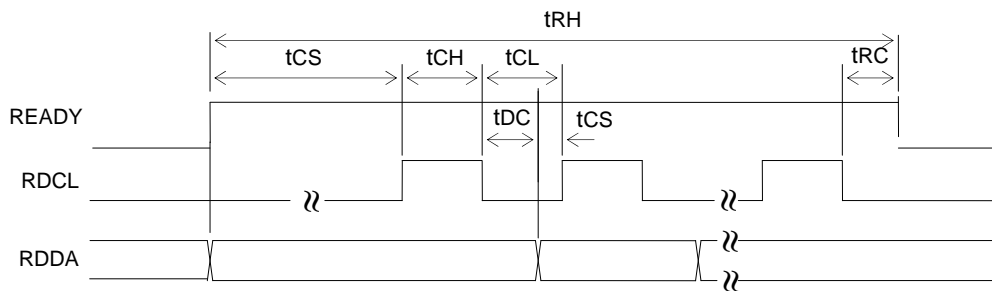 tRH
tCS tCH tCL tRC
READY
tDC tCS
RDCL
RDDA